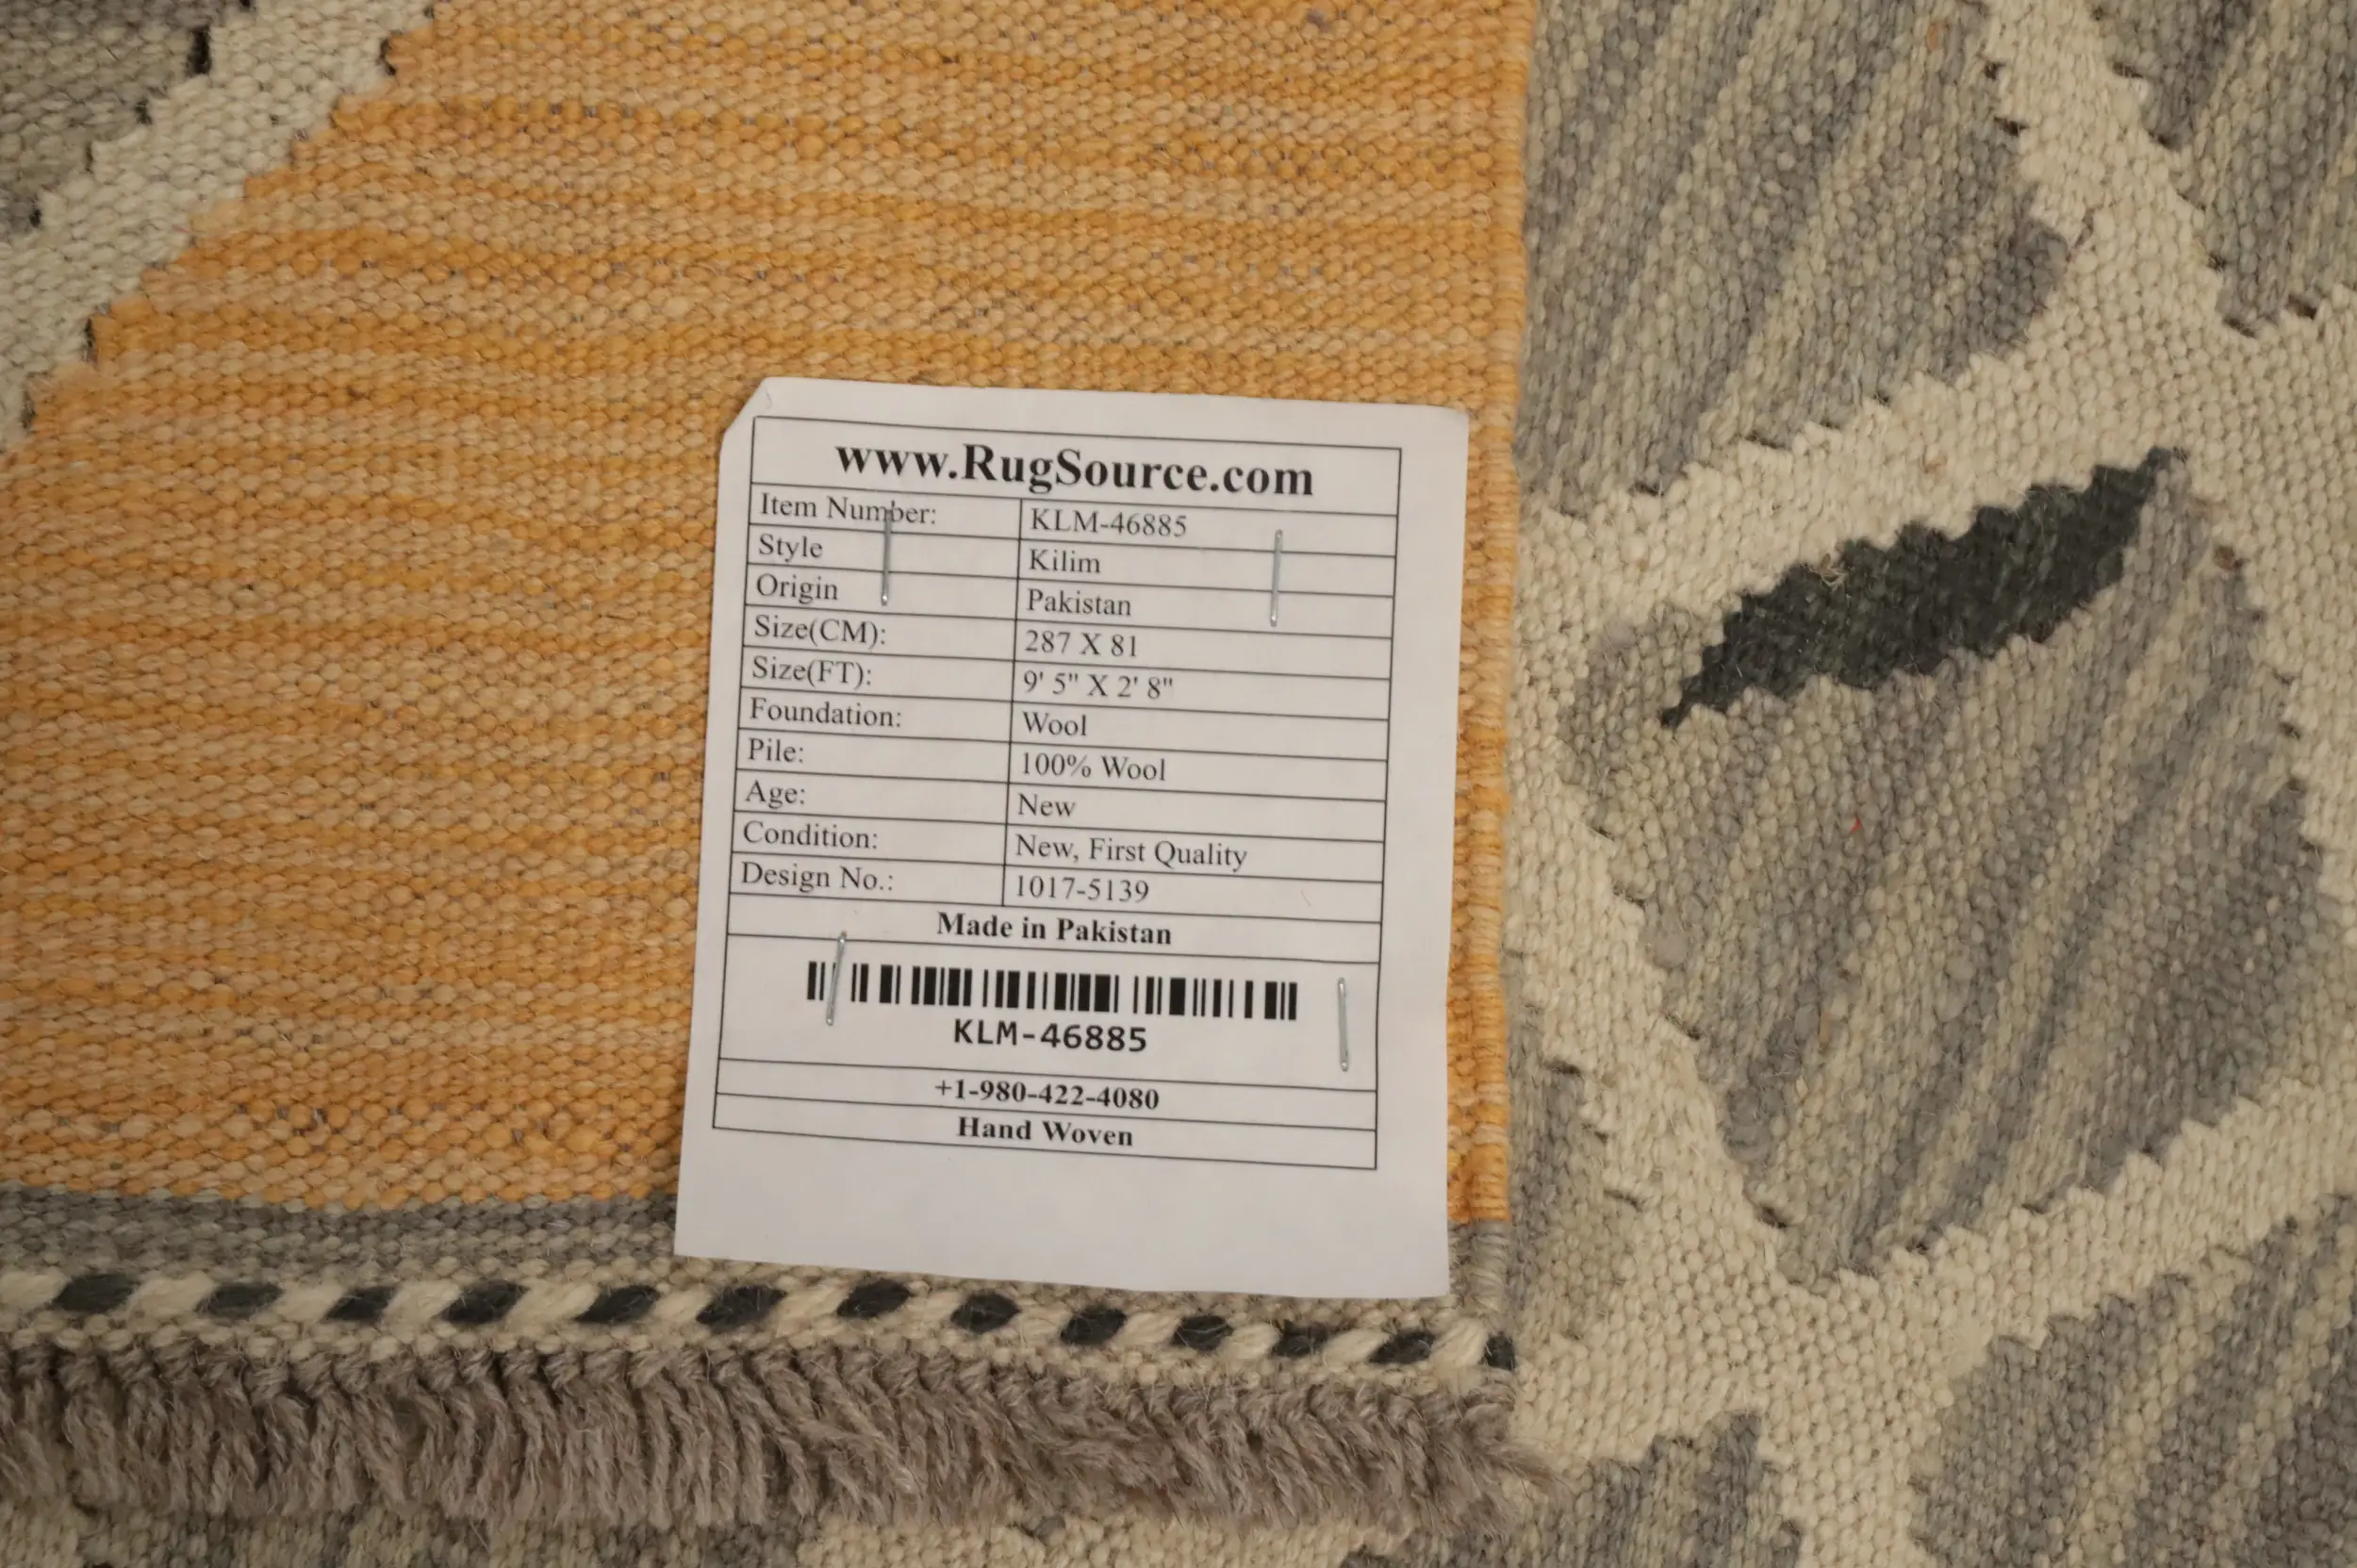 www.RugSource.com
Item Number: KLM-46885
Style Kilim
Origin Pakistan
Size(CM): 287 X 81
Size(FT): 9' 5" X 2' 8"
Foundation: Wool
Pile: 100% Wool
Age: New
Condition: New, First Quality
Design No.: 1017-5139
Made in Pakistan
KLM-46885
+1-980-422-4080
Hand Woven